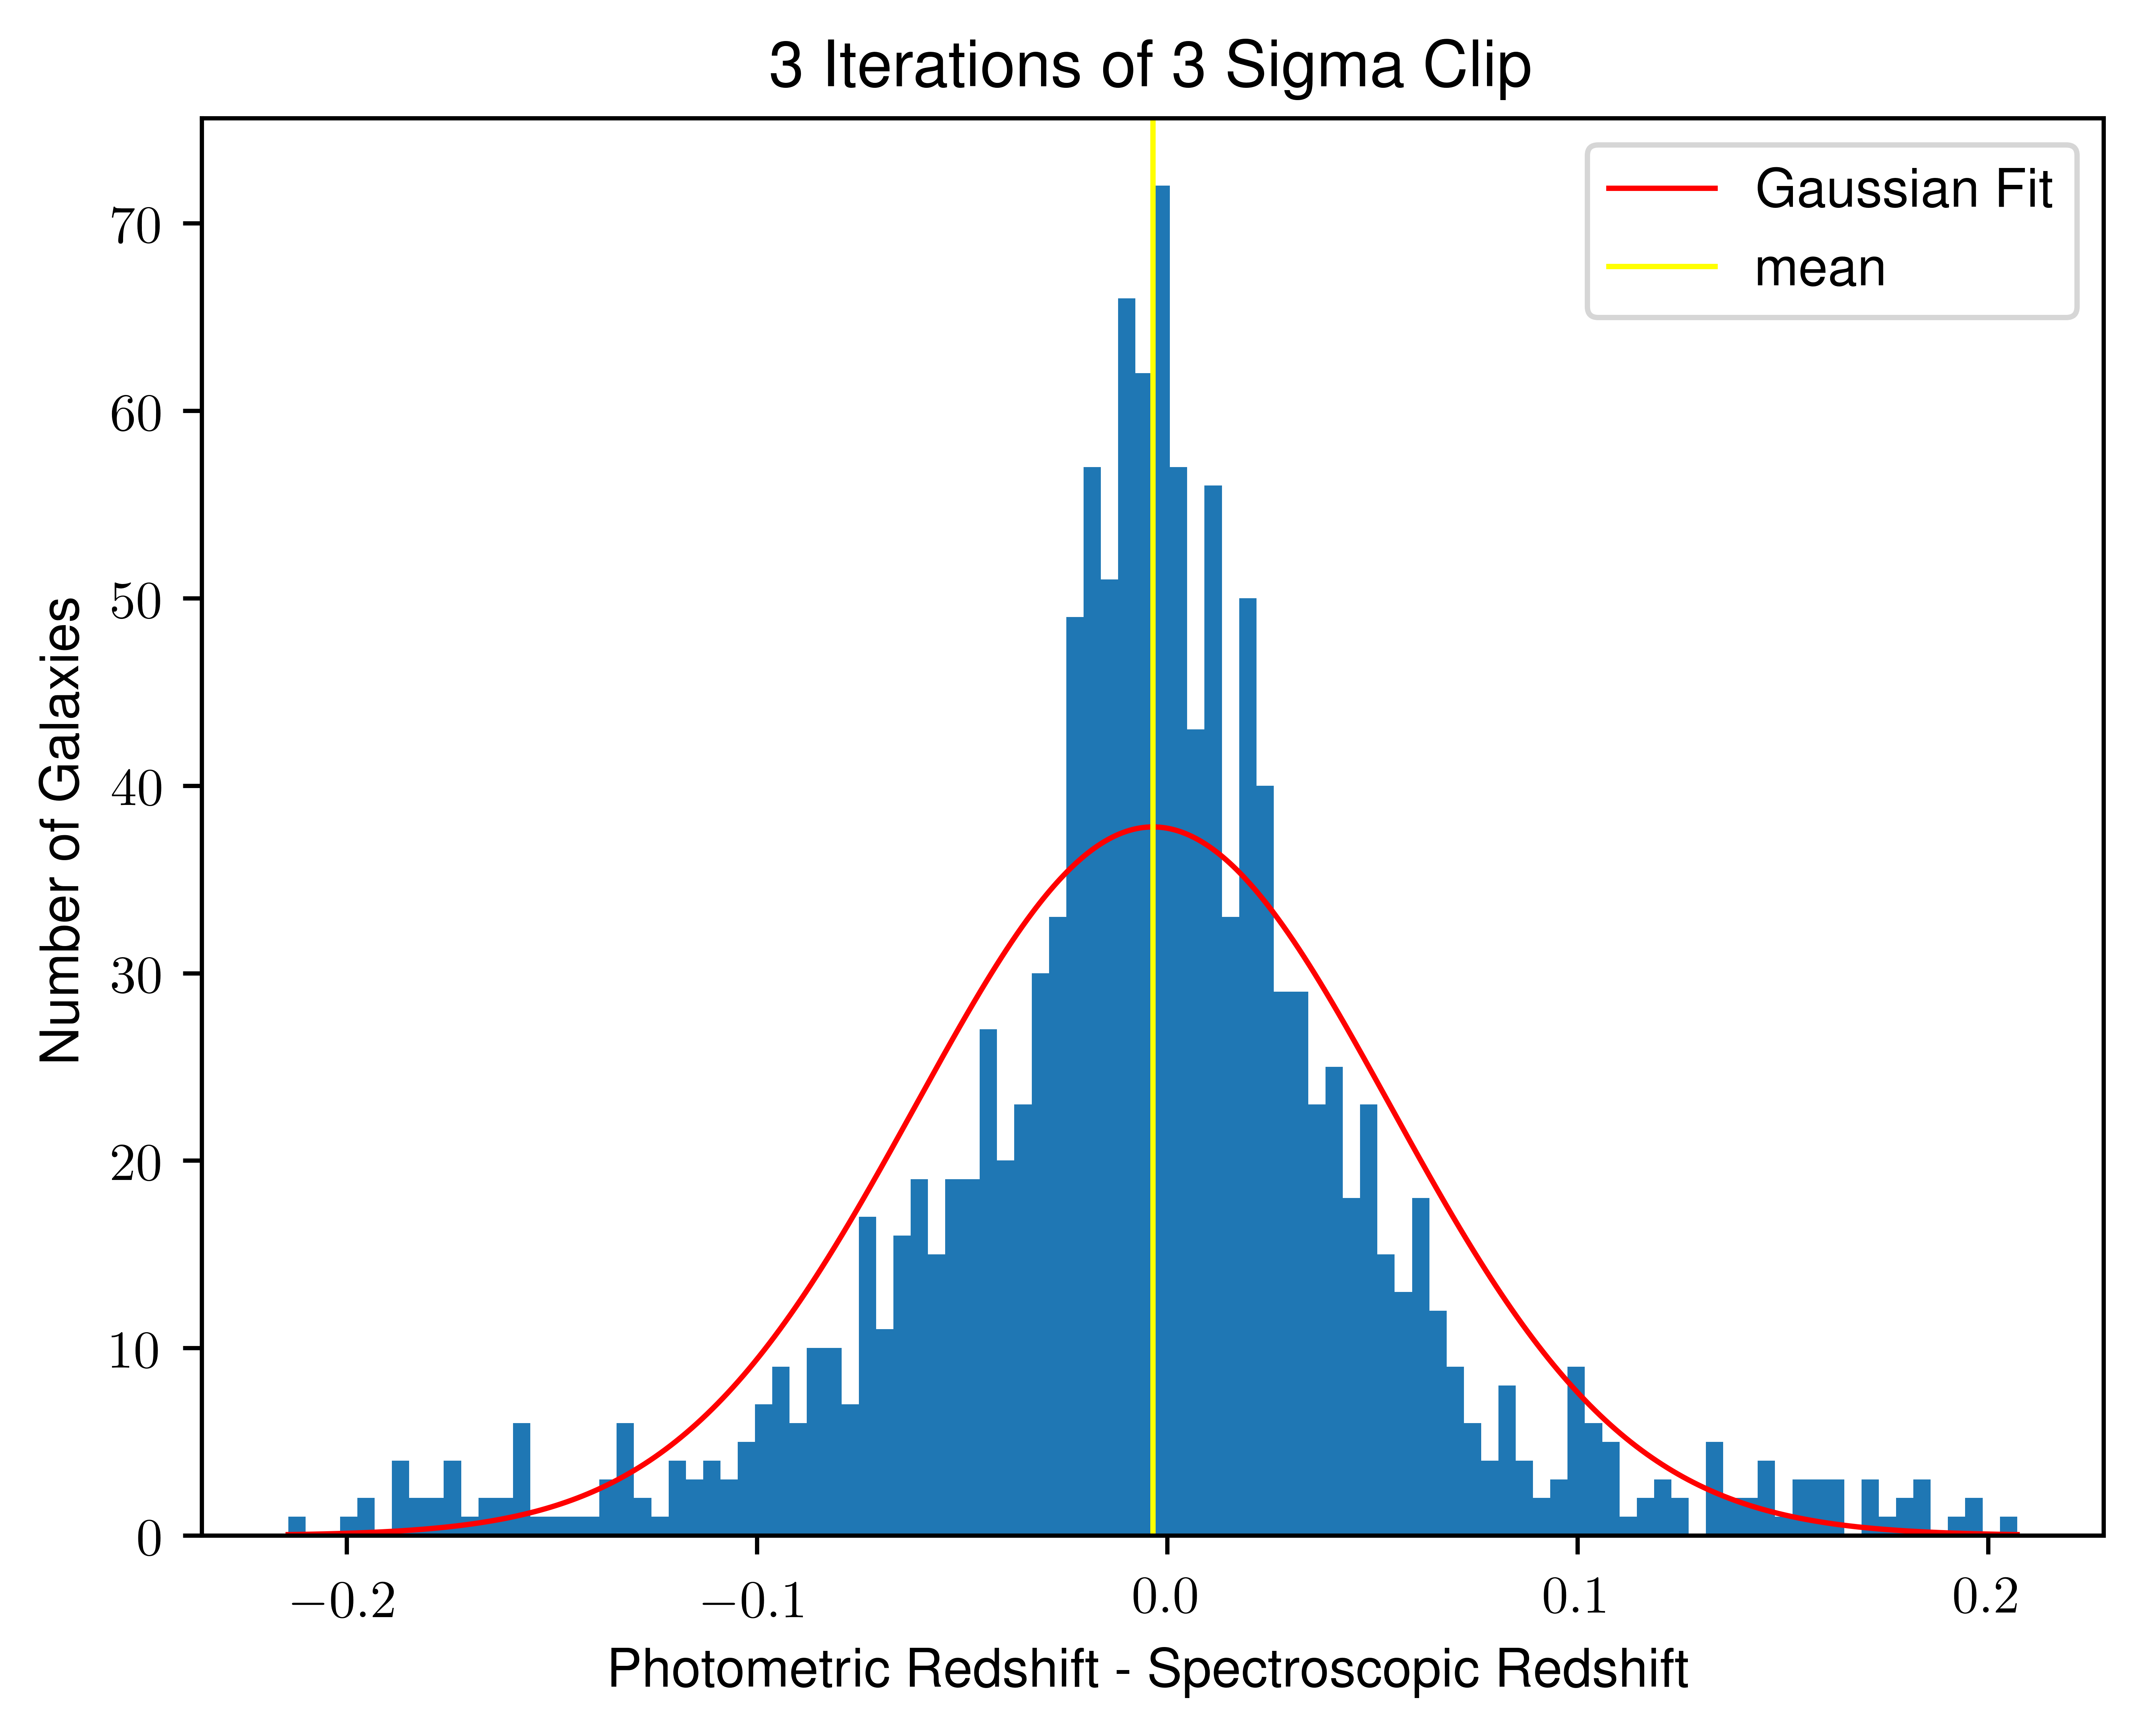 3 Iterations of 3 Sigma Clip
Gaussian Fit
mean
Number of Galaxies
70
60
50
40
30
20
10
0
−0.2
−0.1
0.0
0.1
0.2
Photometric Redshift - Spectroscopic Redshift